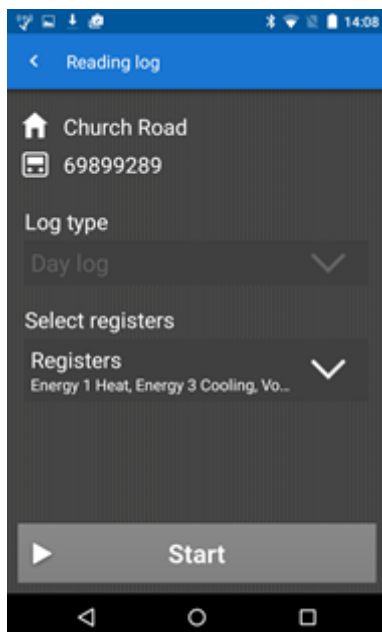 14:08
Reading log
Church Road
69899289
Log type
Day log
Select registers
Registers
Energy 1 Heat, Energy 3 Cooling, Vo...
Start